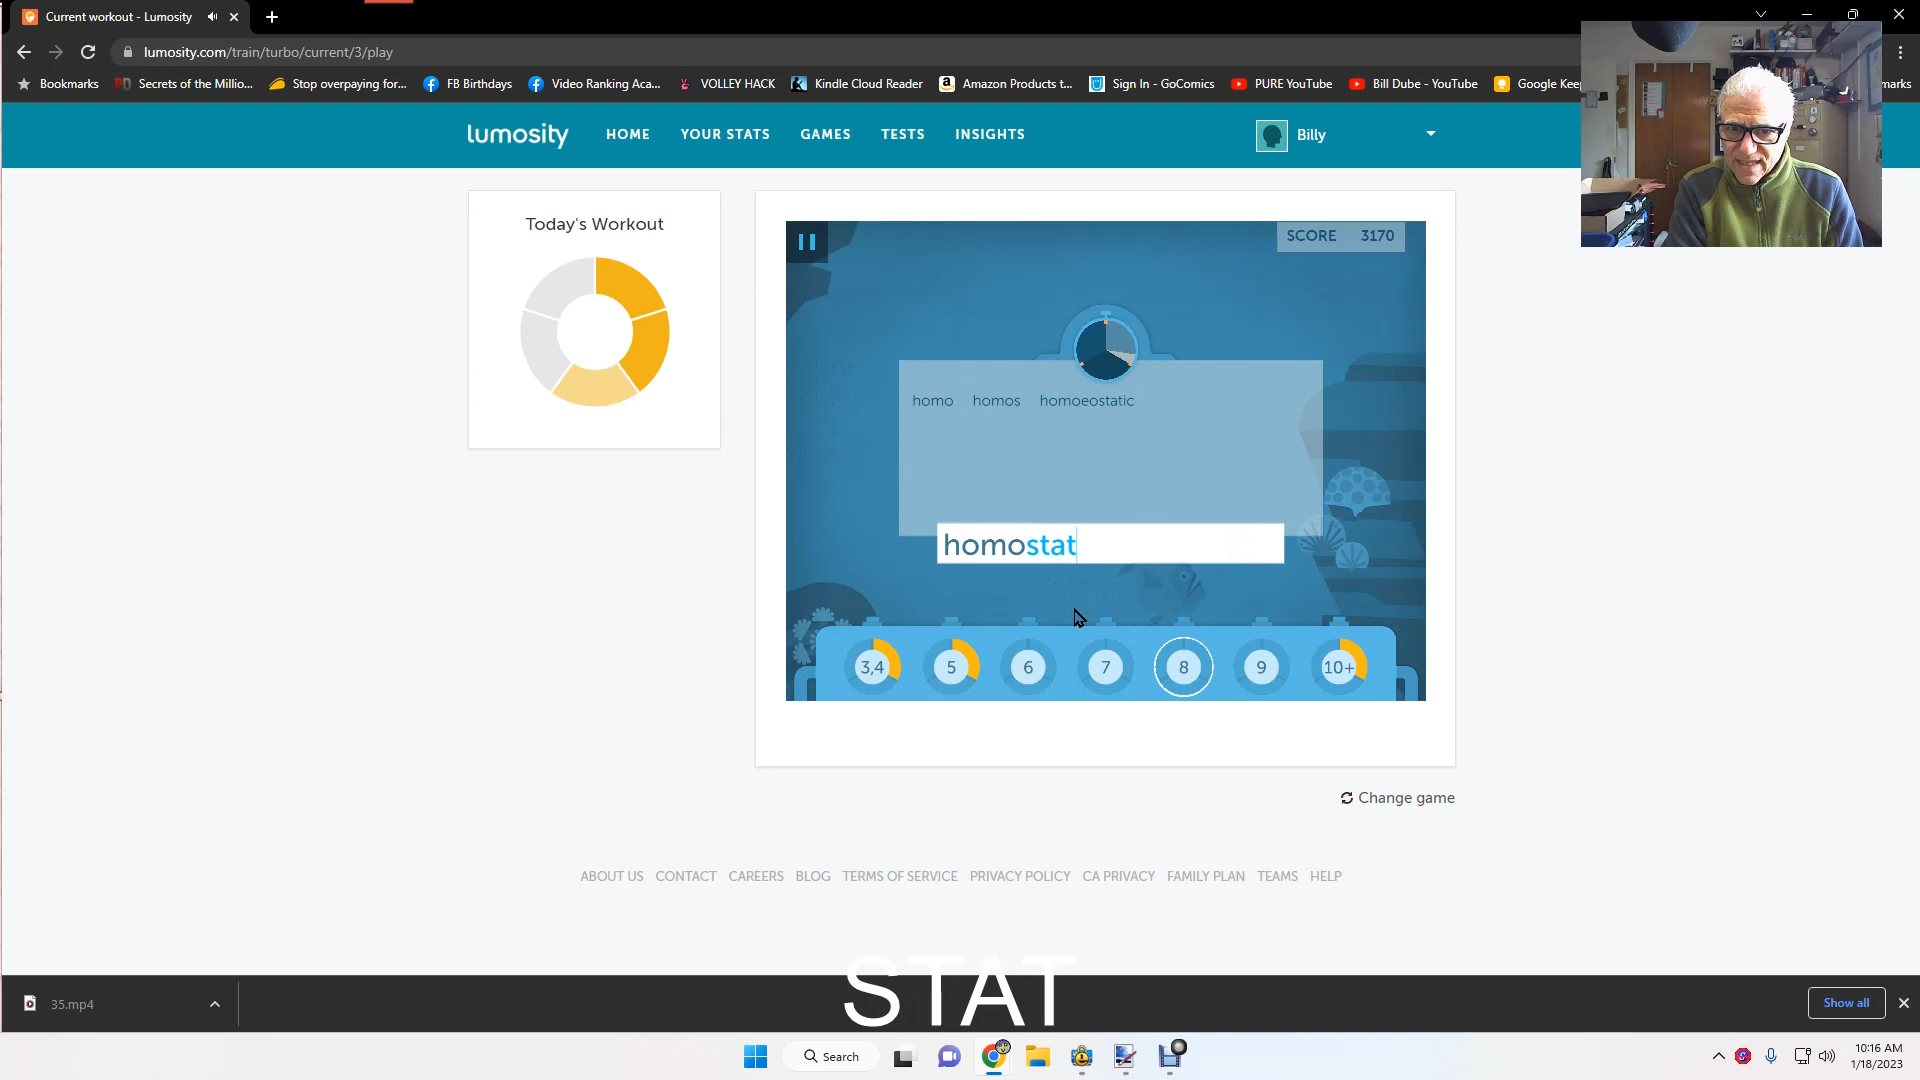 Current workout - Lumosity
lumosity.com/train/turbo/current/3/play
Bookmarks Secrets of the Millio... Stop overpaying for... FB Birthdays Video Ranking Aca... VOLLEY HACK Kindle Cloud Reader Amazon Products t... Sign In - GoComics PURE YouTube Bill Dube - YouTube Google Keep marks
lumosity HOME YOUR STATS GAMES TESTS INSIGHTS Billy
Today's Workout
SCORE 3170
homo homos homoeostatic
homostat
3,4 5 6 7 8 9 10+
Change game
ABOUT US CONTACT CAREERS BLOG TERMS OF SERVICE PRIVACY POLICY CA PRIVACY FAMILY PLAN TEAMS HELP
STAT
35.mp4 Show all
Search
10:16 AM
1/18/2023